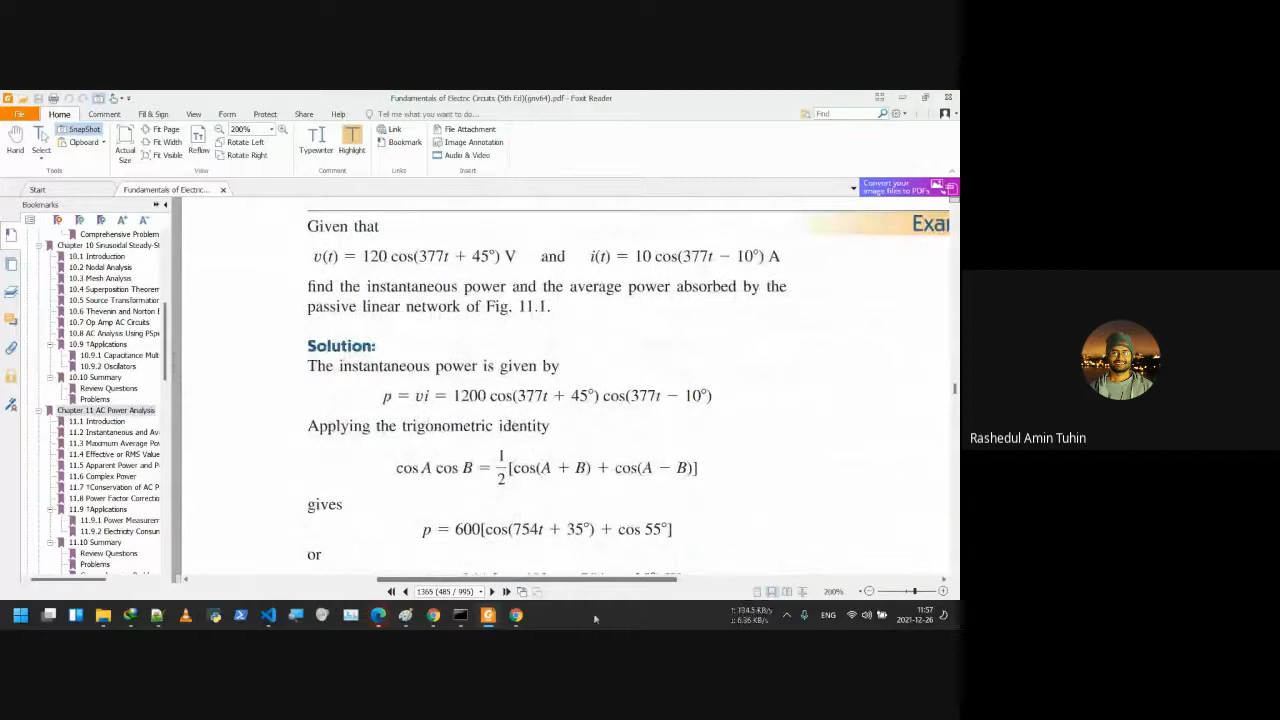 Fundamentals of Electric Circuits (5th Ed)(gnv64).pdf - Foxit Reader
File Home Comment Fill & Sign View Form Protect Share Help Tell me what you want to do... Find
SnapShot Fit Page 200% Link File Attachment
Clipboard Fit Width Rotate Left Bookmark Image Annotation
Hand Select Actual Size Fit Visible Reflow Rotate Right Typewriter Highlight Audio & Video
Tools View Comment Links Insert
Start Fundamentals of Electric... Convert your image files to PDFs
Bookmarks
Comprehensive Problem
Chapter 10 Sinusoidal Steady-S
10.1 Introduction
10.2 Nodal Analysis
10.3 Mesh Analysis
10.4 Superposition Theorem
10.5 Source Transformation
10.6 Thevenin and Norton E
10.7 Op Amp AC Circuits
10.8 AC Analysis Using PSp
10.9 †Applications
10.9.1 Capacitance Mult
10.9.2 Oscillators
10.10 Summary
Review Questions
Problems
Chapter 11 AC Power Analysis
11.1 Introduction
11.2 Instantaneous and Av
11.3 Maximum Average Po
11.4 Effective or RMS Value
11.5 Apparent Power and P
11.6 Complex Power
11.7 †Conservation of AC P
11.8 Power Factor Correctio
11.9 †Applications
11.9.1 Power Measurem
11.9.2 Electricity Consum
11.10 Summary
Review Questions
Problems
Exa
Given that
v(t) = 120 cos(377t + 45°) V and i(t) = 10 cos(377t − 10°) A
find the instantaneous power and the average power absorbed by the
passive linear network of Fig. 11.1.
Solution:
The instantaneous power is given by
p = vi = 1200 cos(377t + 45°) cos(377t − 10°)
Applying the trigonometric identity
cos A cos B = 1/2 [cos(A + B) + cos(A − B)]
gives
p = 600[cos(754t + 35°) + cos 55°]
or
1365 (485 / 995) 200%
ENG 11:57
2021-12-26
Rashedul Amin Tuhin